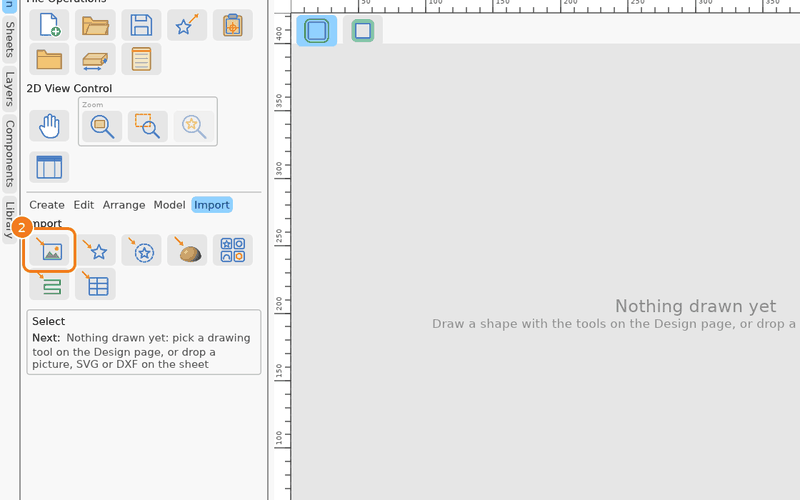 Sheets
Layers
Components
Library
2D View Control
Zoom
Create Edit Arrange Model Import
2
Select
Next: Nothing drawn yet: pick a drawing
tool on the Design page, or drop a
picture, SVG or DXF on the sheet
50 100 150 200 250 300 350
400
350
300
250
200
150
100
Nothing drawn yet
Draw a shape with the tools on the Design page, or drop a